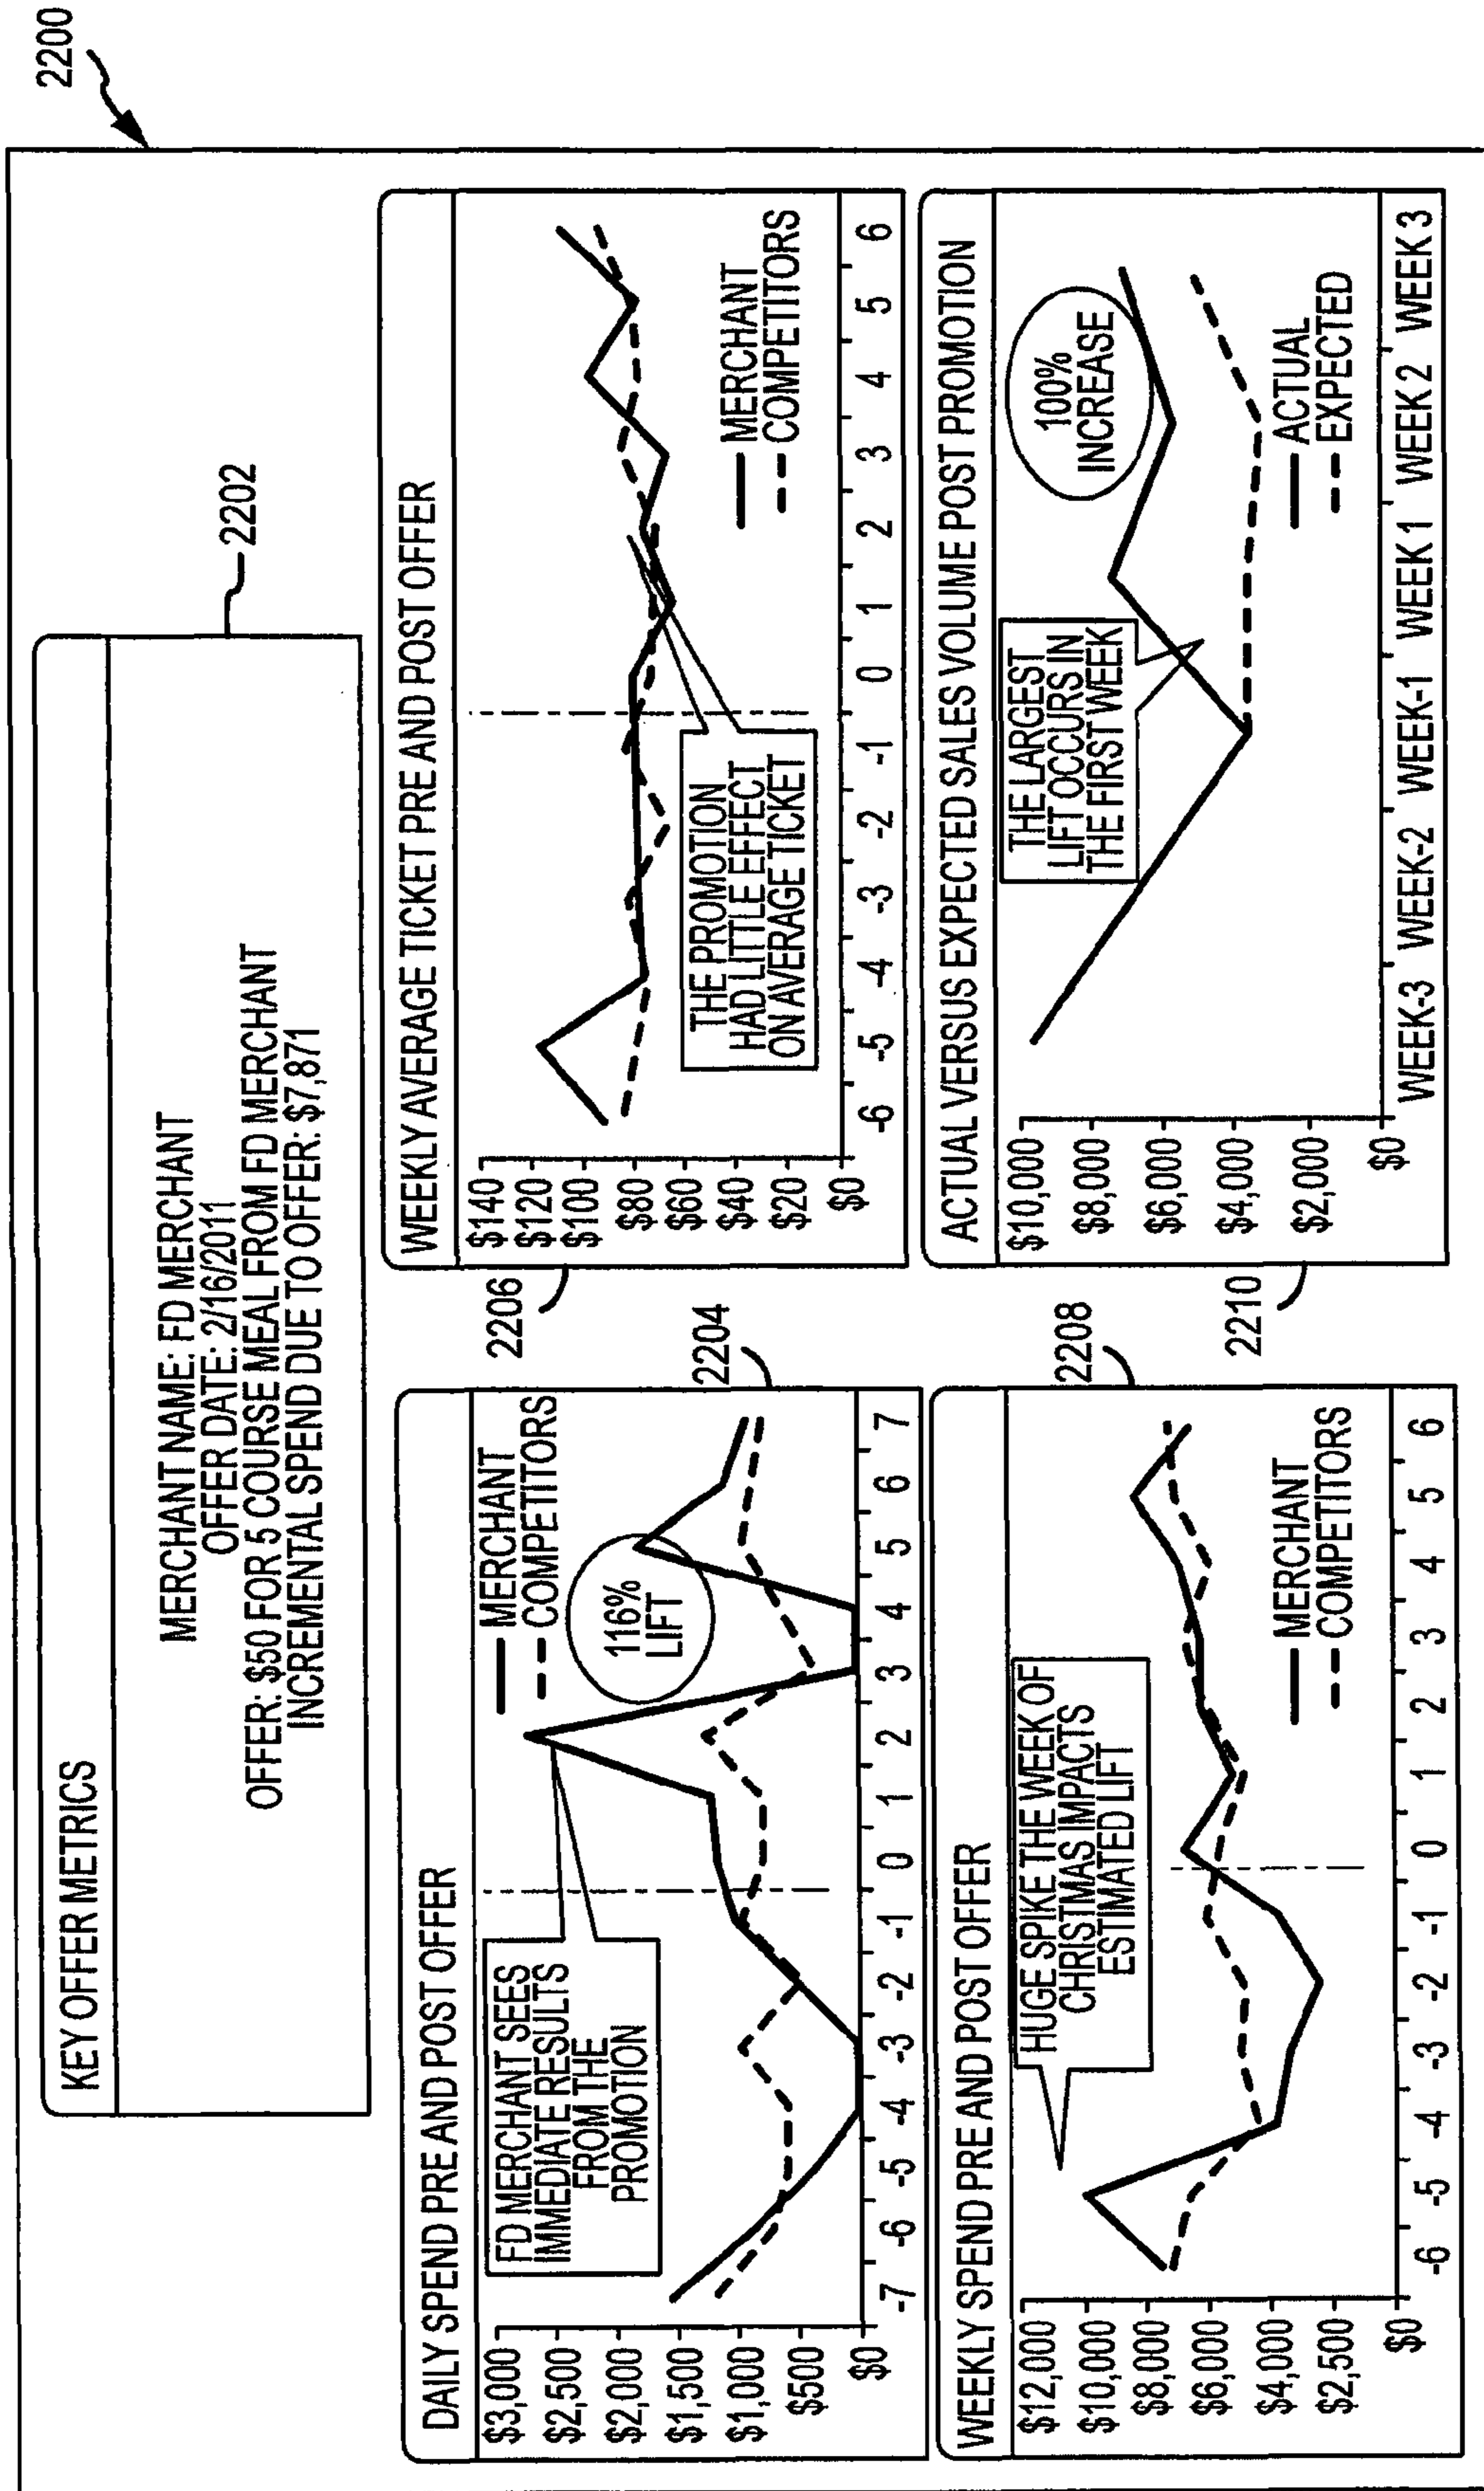 2200
KEY OFFER METRICS
MERCHANT NAME: FD MERCHANT
OFFER DATE: 2/16/2011
OFFER: $50 FOR 5 COURSE MEAL FROM FD MERCHANT
INCREMENTAL SPEND DUE TO OFFER: $7,871
2202
DAILY SPEND PRE AND POST OFFER
$3,000
$2,500
$2,000
$1,500
$1,000
$500
$0
FD MERCHANT SEES
IMMEDIATE RESULTS
FROM THE
PROMOTION
MERCHANT
COMPETITORS
116%
LIFT
-7 -6 -5 -4 -3 -2 -1 0 1 2 3 4 5 6 7
2204
WEEKLY AVERAGE TICKET PRE AND POST OFFER
$140
$120
$100
$80
$60
$40
$20
$0
THE PROMOTION
HAD LITTLE EFFECT
ON AVERAGE TICKET
MERCHANT
COMPETITORS
-6 -5 -4 -3 -2 -1 0 1 2 3 4 5 6
2206
WEEKLY SPEND PRE AND POST OFFER
$12,000
$10,000
$8,000
$6,000
$4,000
$2,500
$0
HUGE SPIKE THE WEEK OF
CHRISTMAS IMPACTS
ESTIMATED LIFT
MERCHANT
COMPETITORS
-6 -5 -4 -3 -2 -1 0 1 2 3 4 5 6
2208
ACTUAL VERSUS EXPECTED SALES VOLUME POST PROMOTION
$10,000
$8,000
$6,000
$4,000
$2,000
$0
THE LARGEST
LIFT OCCURS IN
THE FIRST WEEK
100%
INCREASE
ACTUAL
EXPECTED
WEEK-3 WEEK-2 WEEK-1 WEEK 1 WEEK 2 WEEK 3
2210